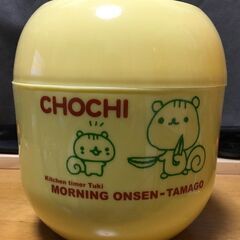 CHOCHI
Kitchen timer Tuki
MORNING ONSEN-TAMAGO